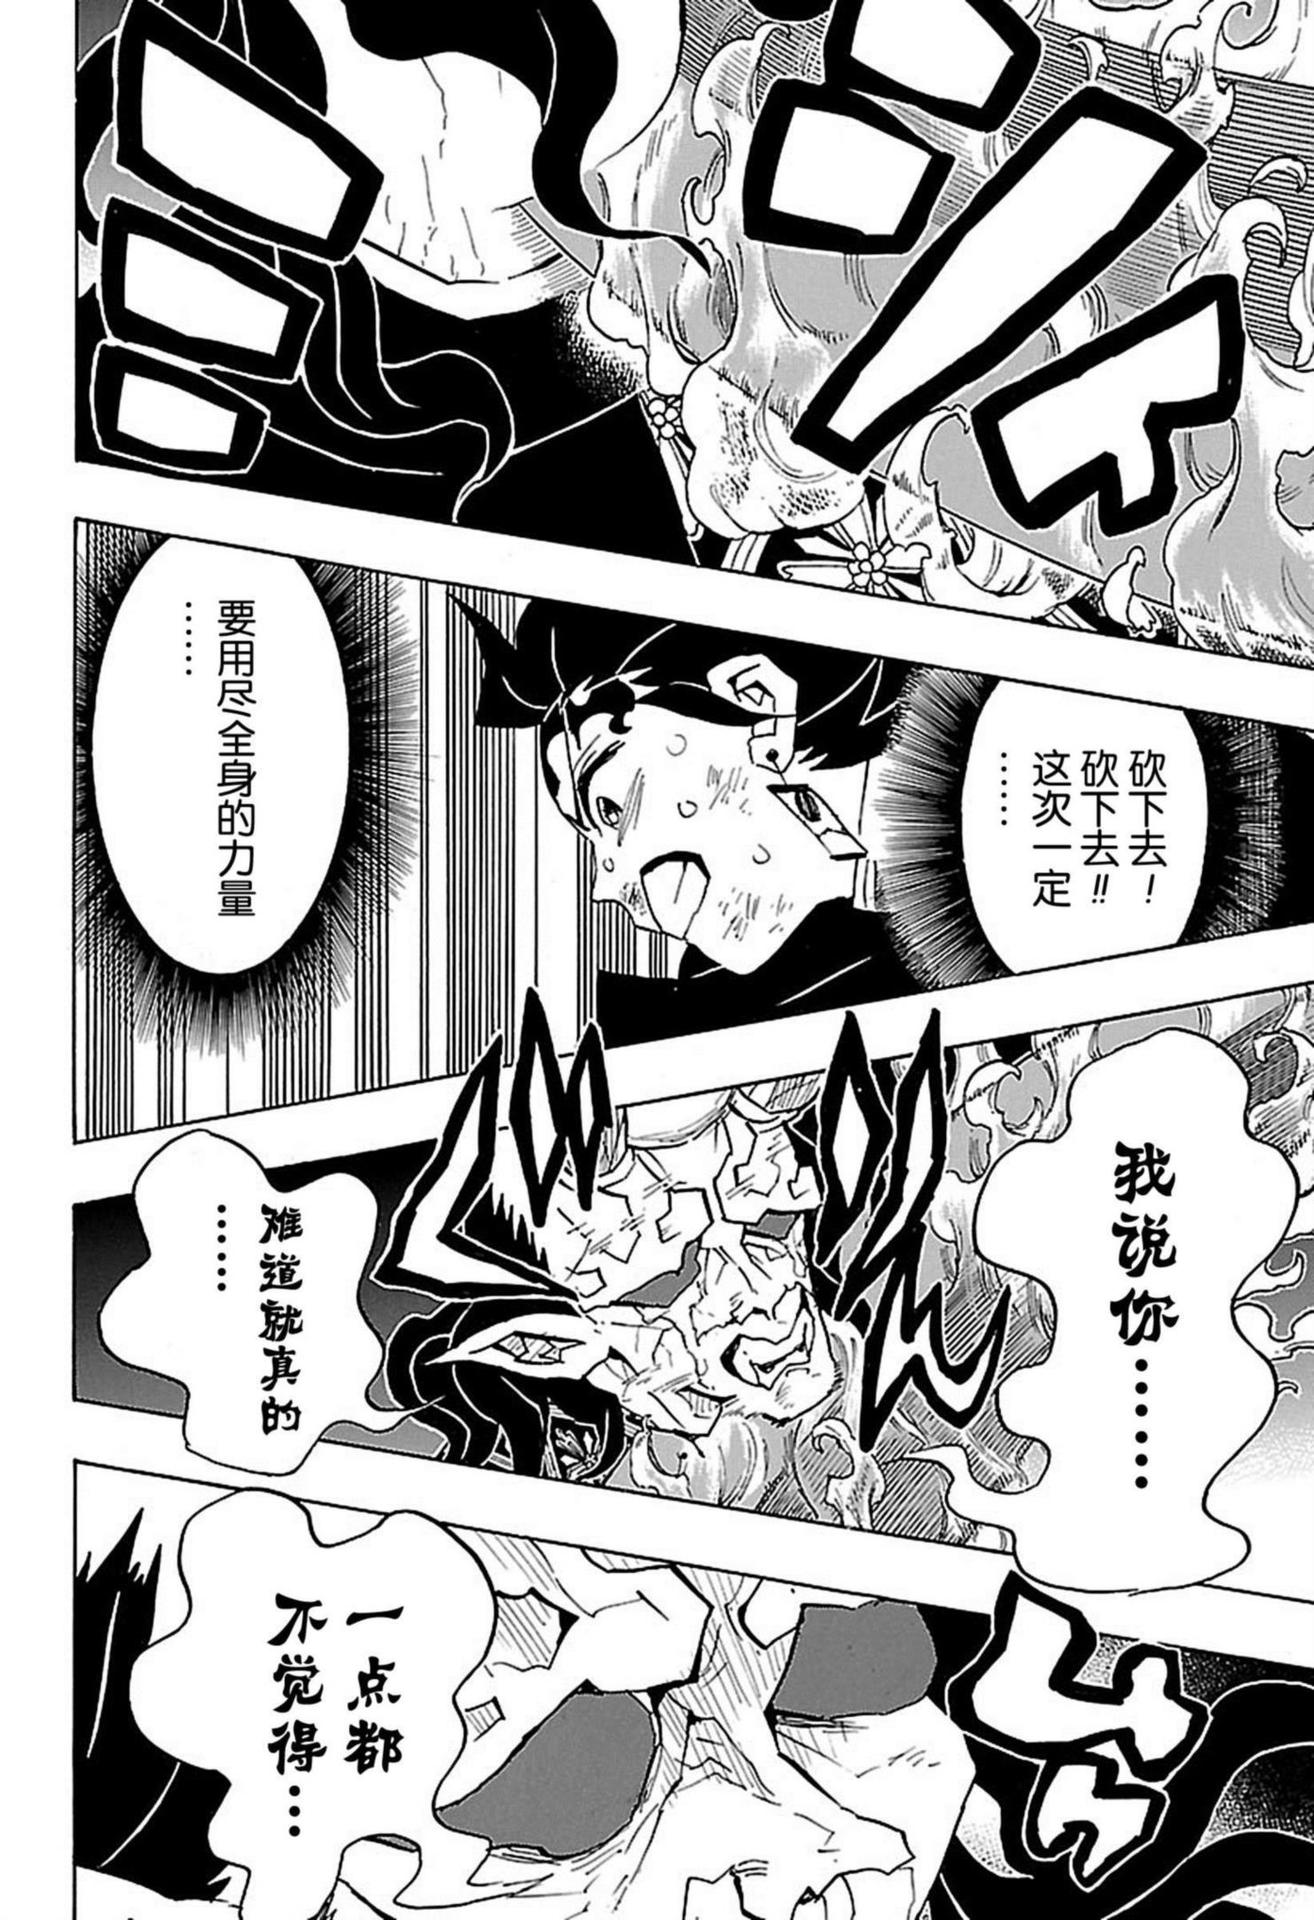 砍下去！
砍下去!!
这次一定
……
要用尽全身的力量
……
我说你……
难道就真的
……
一点都
不觉得…